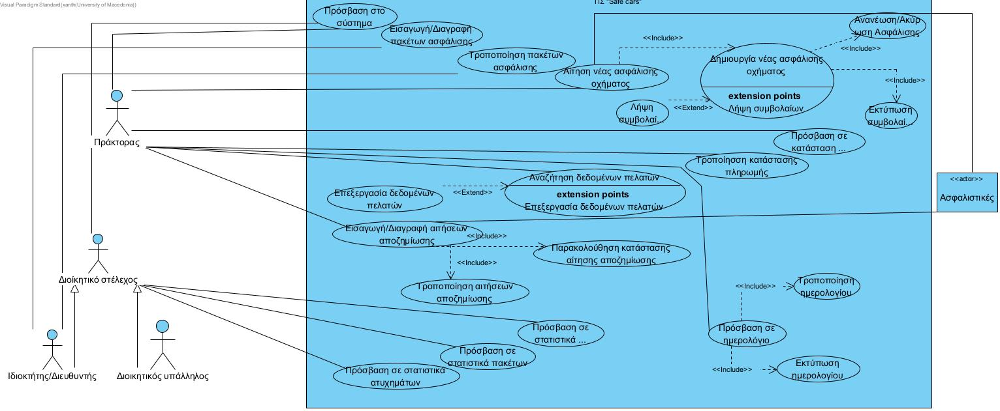 Visual Paradigm Standard(xanth(University of Macedonia))
ΠΣ "Safe cars"
Πρόσβαση στο
σύστημα
Εισαγωγή/Διαγραφή
πακέτων ασφάλισης
Ανανέωση/Ακύρ
ωση Ασφάλισης
<<Include>>
<<Include>>
Τροποποίηση πακέτων
ασφάλισης
Δημιουργία νέας ασφάλισης
οχήματος
Αίτηση νέας ασφάλισης
οχήματος
<<Include>>
extension points
Λήψη συμβολαίων
Λήψη
συμβολαί...
<<Extend>>
Εκτύπωση
συμβολαί...
Πράκτορας
Πρόσβαση σε
κατάσταση ...
Τροποίησση κατάστασης
πληρωμής
Αναζήτηση δεδομένων πελατών
extension points
Επεξεργασία δεδομένων πελατών
<<Extend>>
Επεξεργασία δεδομένων
πελατών
<<actor>>
Ασφαλιστικές
Εισαγωγή/Διαγραφή αιτήσεων
αποζημίωσης
<<Include>>
Παρακολούθηση κατάστασης
αίτησης αποζημίωσης
<<Include>>
Διοίκητικό στέλεχος
Τροποποίηση αιτήσεων
αποζημίωσης
<<Include>>
Τροποποίηση
ημερολογίου
Πρόσβαση σε
στατιστικά ...
Πρόσβαση σε
ημερολόγιο
Πρόσβαση σε
στατιστικά πακέτων
Πρόσβαση σε στατιστικά
ατυχημάτων
<<Include>>
Εκτύπωση
ημερολογίου
Ιδιοκτήτης/Διευθυντής
Διοικητικός υπάλληλος